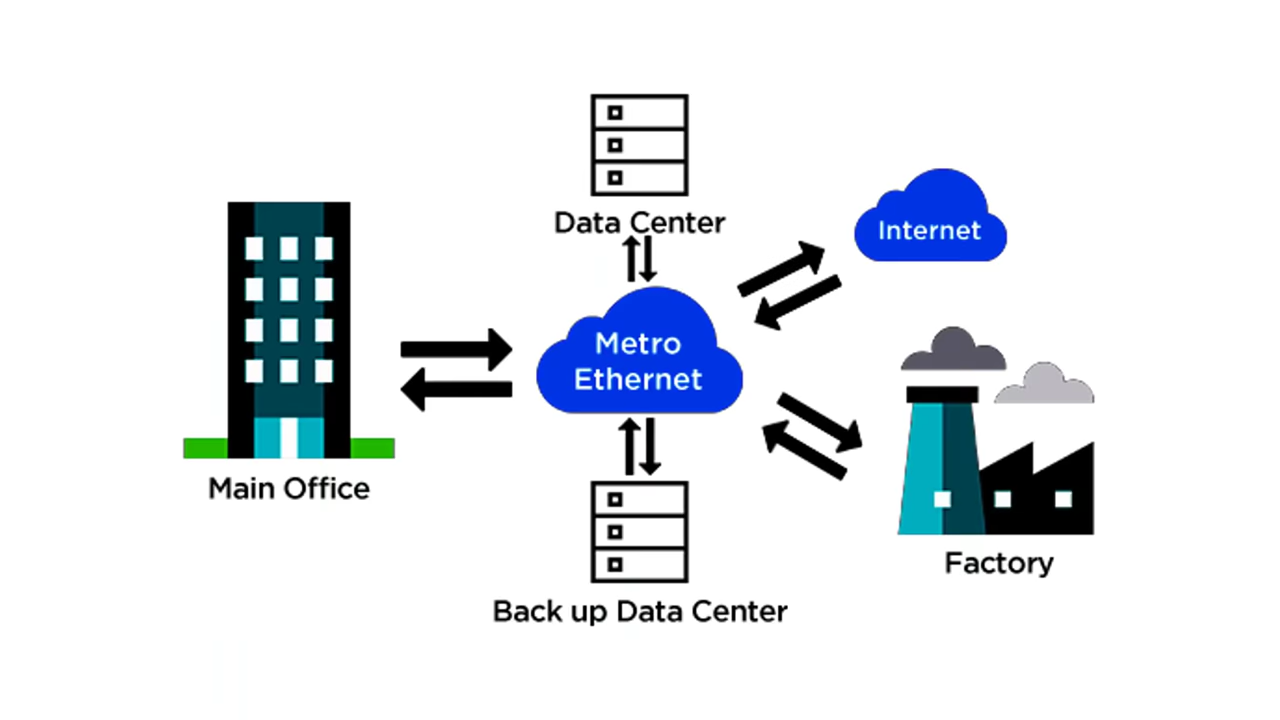 Data Center
Internet
Metro
Ethernet
Main Office
Factory
Back up Data Center